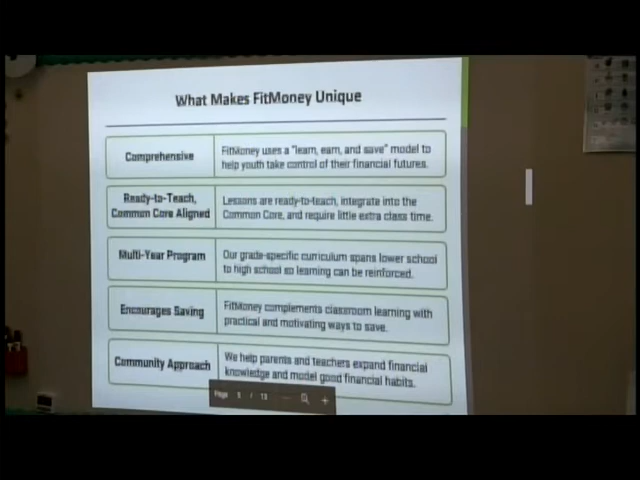 What Makes FitMoney Unique
Comprehensive
FitMoney uses a "learn, earn, and save" model to
help youth take control of their financial futures.
Ready-to-Teach,
Common Core Aligned
Lessons are ready-to-teach, integrate into the
Common Core, and require little extra class time.
Multi-Year Program
Our grade-specific curriculum spans lower school
to high school so learning can be reinforced.
Encourages Saving
FitMoney complements classroom learning with
practical and motivating ways to save.
Community Approach
We help parents and teachers expand financial
knowledge and model good financial habits.
Page / 13